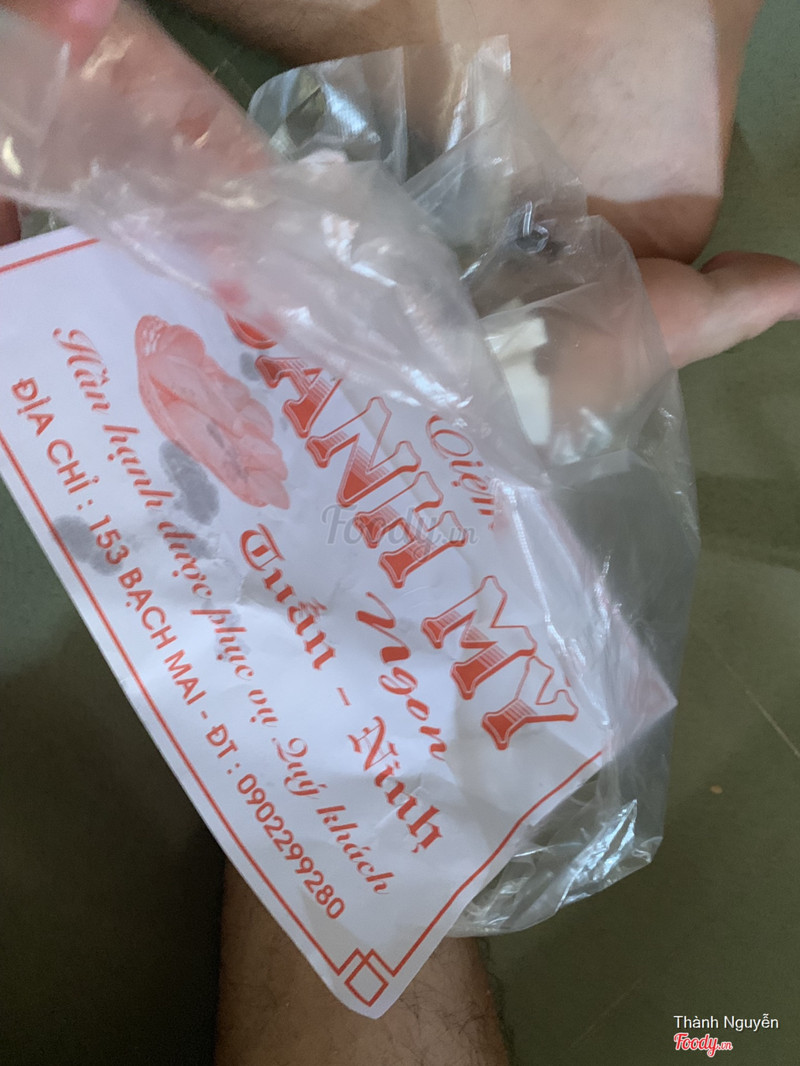 Tiệm
BÁNH MY
Ngon
Tuấn - Ninh
Hân hạnh được phục vụ Quý khách
ĐỊA CHỈ : 153 BẠCH MAI - ĐT : 0902299280
Foody.vn
Thành Nguyễn
Foody.vn